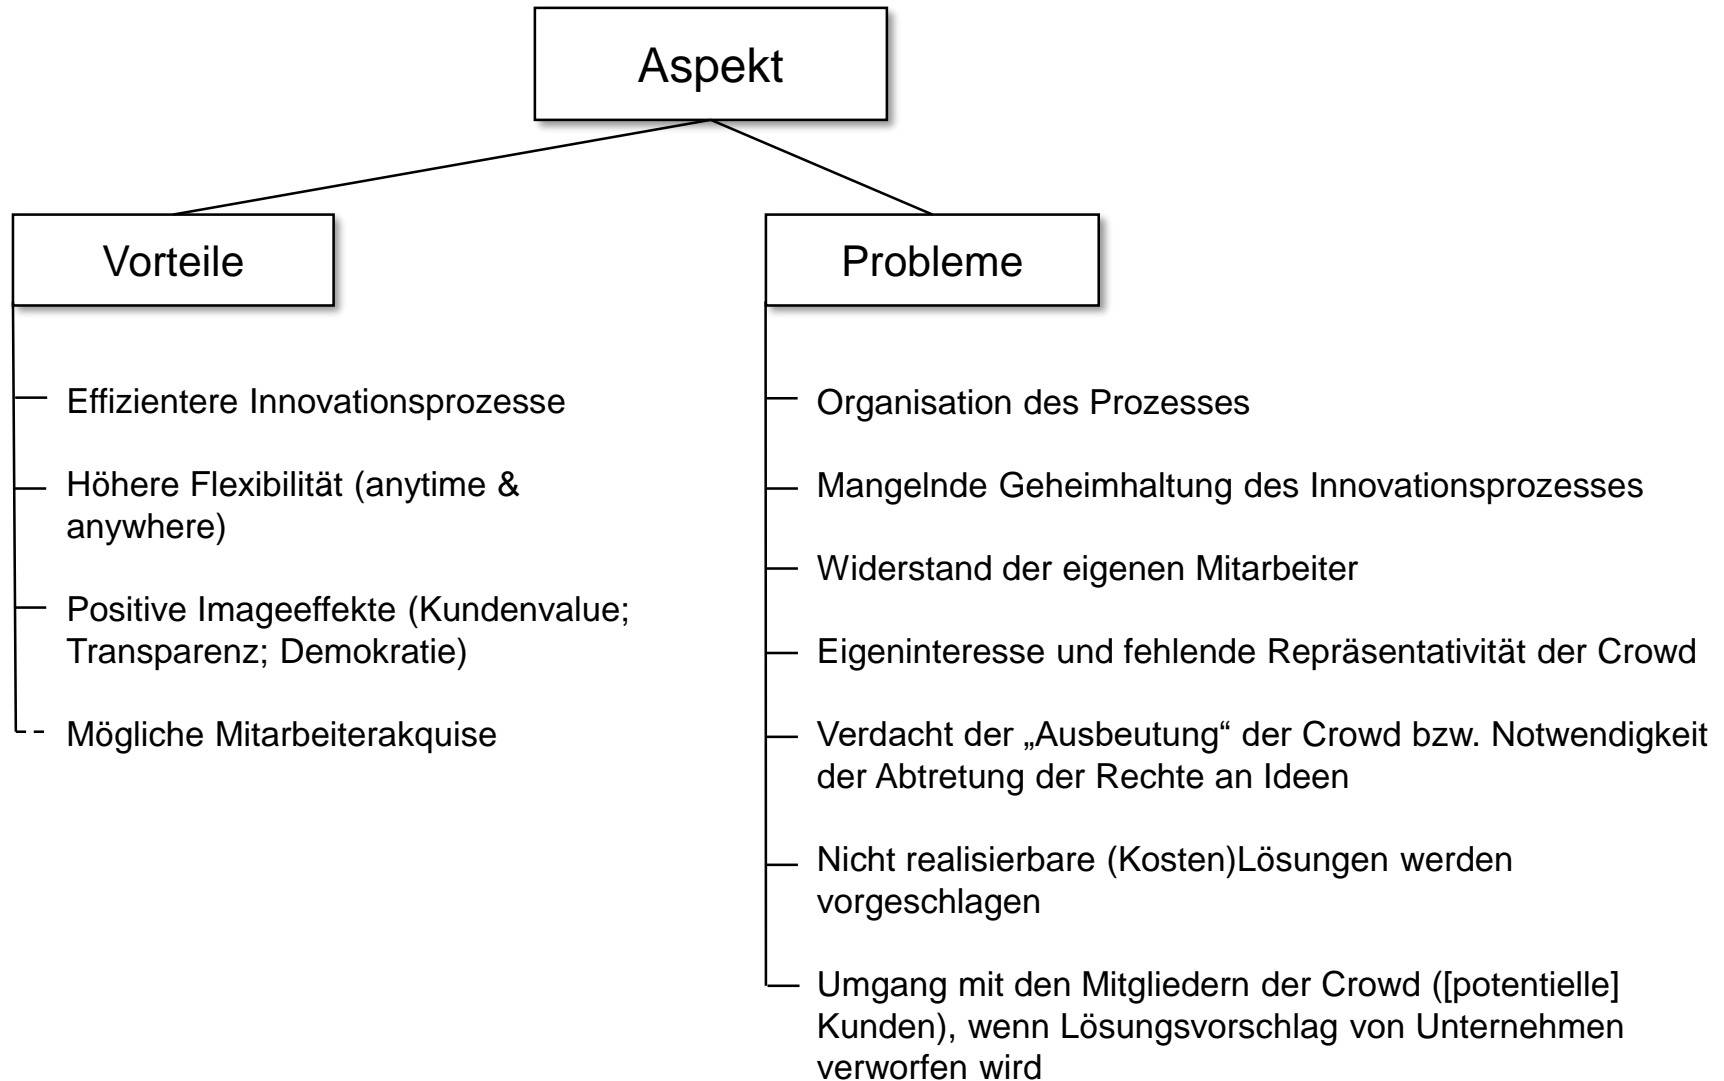 Aspekt
Vorteile
Effizientere Innovationsprozesse
Höhere Flexibilität (anytime &
anywhere)
Positive Imageeffekte (Kundenvalue;
Transparenz; Demokratie)
Mögliche Mitarbeiterakquise
Probleme
Organisation des Prozesses
Mangelnde Geheimhaltung des Innovationsprozesses
Widerstand der eigenen Mitarbeiter
Eigeninteresse und fehlende Repräsentativität der Crowd
Verdacht der „Ausbeutung“ der Crowd bzw. Notwendigkeit
der Abtretung der Rechte an Ideen
Nicht realisierbare (Kosten)Lösungen werden
vorgeschlagen
Umgang mit den Mitgliedern der Crowd ([potentielle]
Kunden), wenn Lösungsvorschlag von Unternehmen
verworfen wird